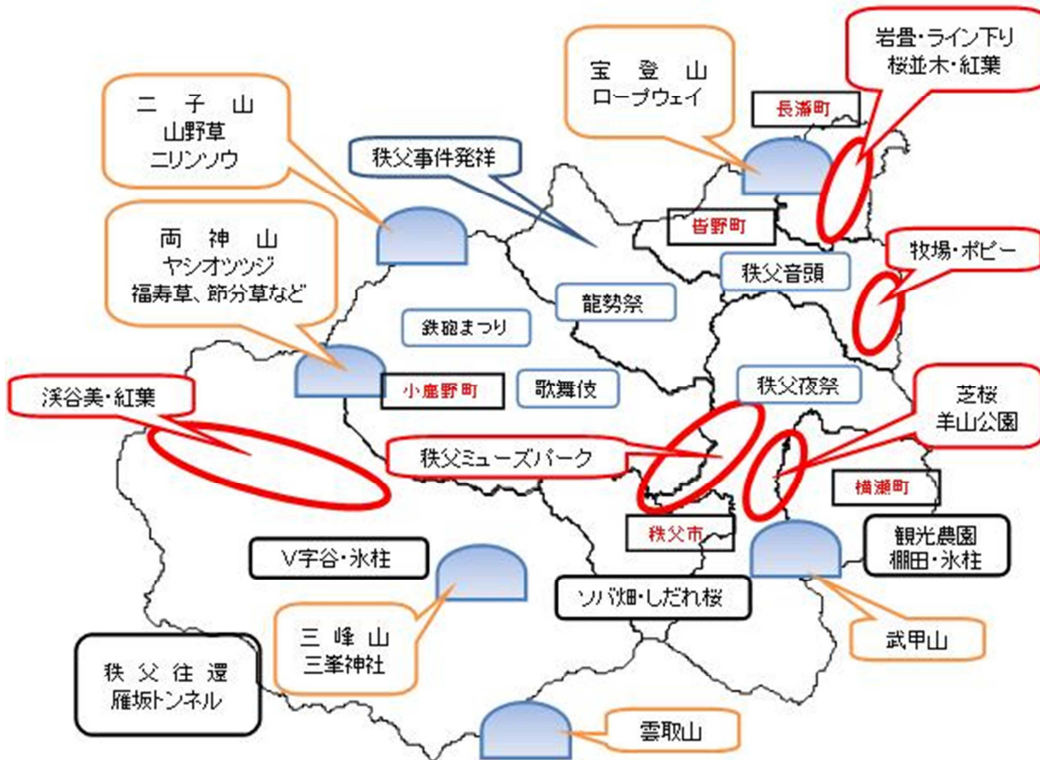 岩畳・ライン下り
桜並木・紅葉
宝登山
ロープウェイ
長瀞町
二子山
山野草
ニリンソウ
秩父事件発祥
皆野町
両神山
ヤシオツツジ
福寿草、節分草など
秩父音頭
牧場・ポピー
龍勢祭
鉄砲まつり
渓谷美・紅葉
小鹿野町
歌舞伎
秩父夜祭
芝桜
羊山公園
秩父ミューズパーク
横瀬町
秩父市
観光農園
棚田・氷柱
V字谷・氷柱
ソバ畑・しだれ桜
三峰山
三峯神社
武甲山
秩父往還
雁坂トンネル
雲取山